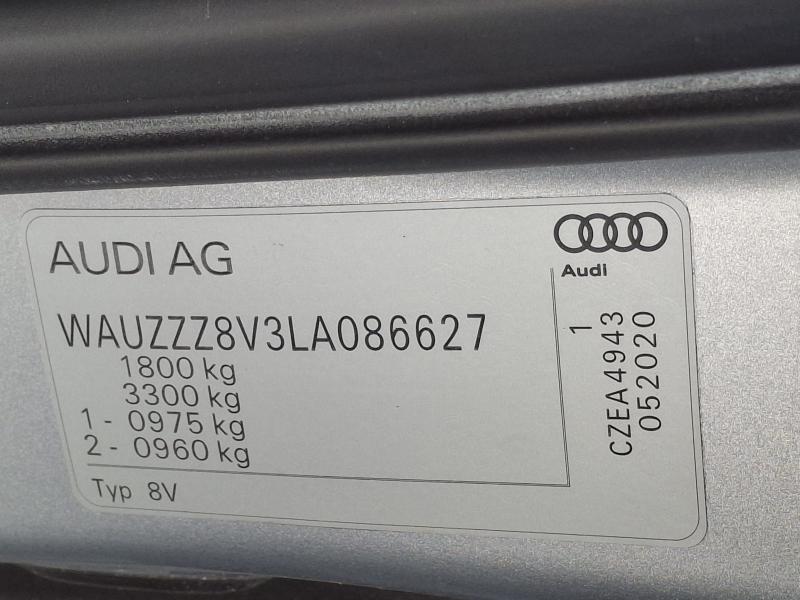 AUDI AG
Audi
WAUZZZ8V3LA086627
1800 kg
3300 kg
1 - 0975 kg
2 - 0960 kg
Typ 8V
1
CZEA4943
052020